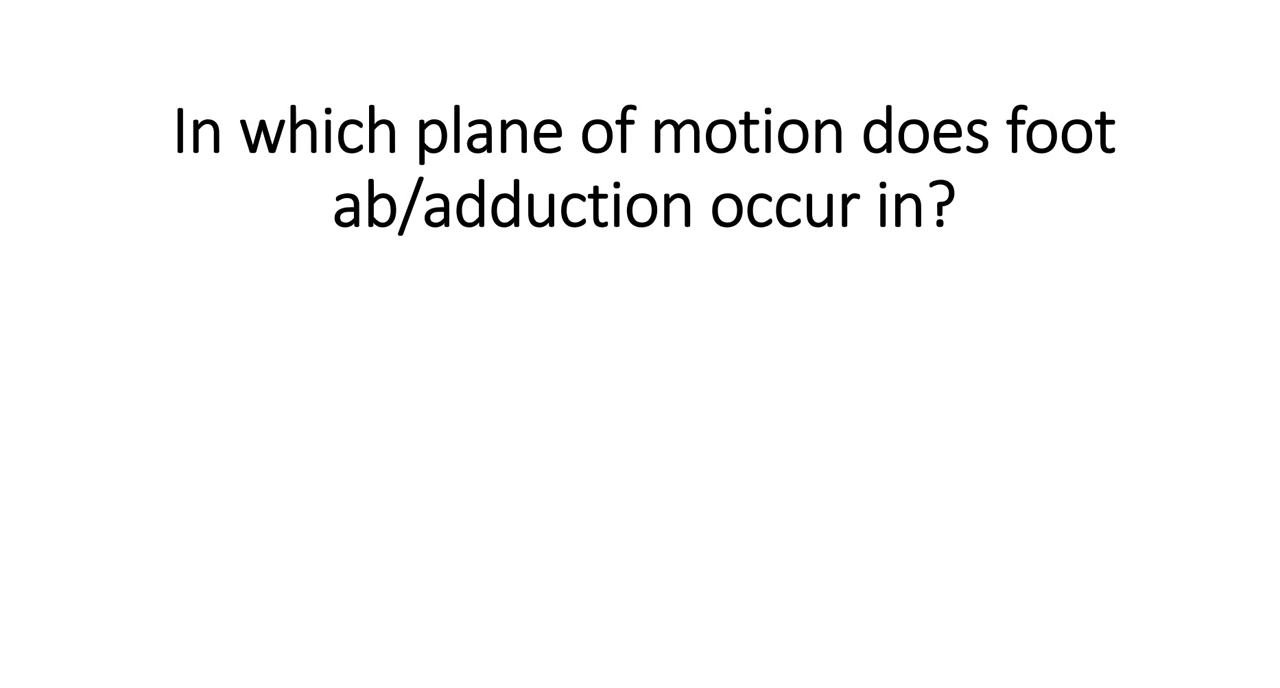 In which plane of motion does foot
ab/adduction occur in?